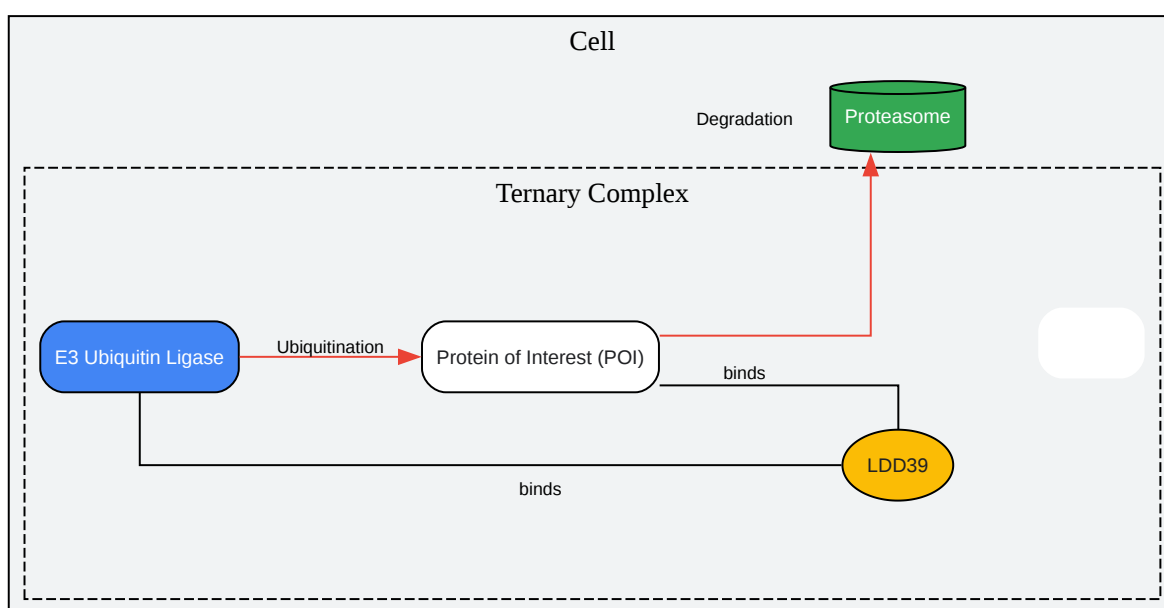 Cell
Degradation
Proteasome
Ternary Complex
E3 Ubiquitin Ligase
Ubiquitination
Protein of Interest (POI)
binds
LDD39
binds